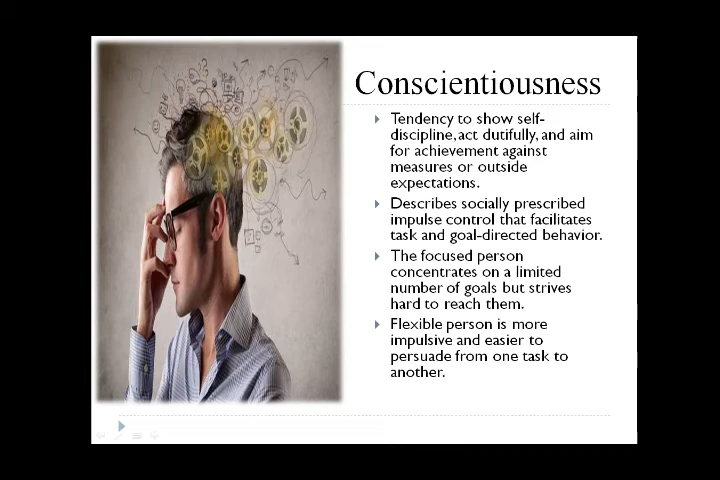 Conscientiousness
Tendency to show self-
discipline, act dutifully, and aim
for achievement against
measures or outside
expectations.
Describes socially prescribed
impulse control that facilitates
task and goal-directed behavior.
The focused person
concentrates on a limited
number of goals but strives
hard to reach them.
Flexible person is more
impulsive and easier to
persuade from one task to
another.